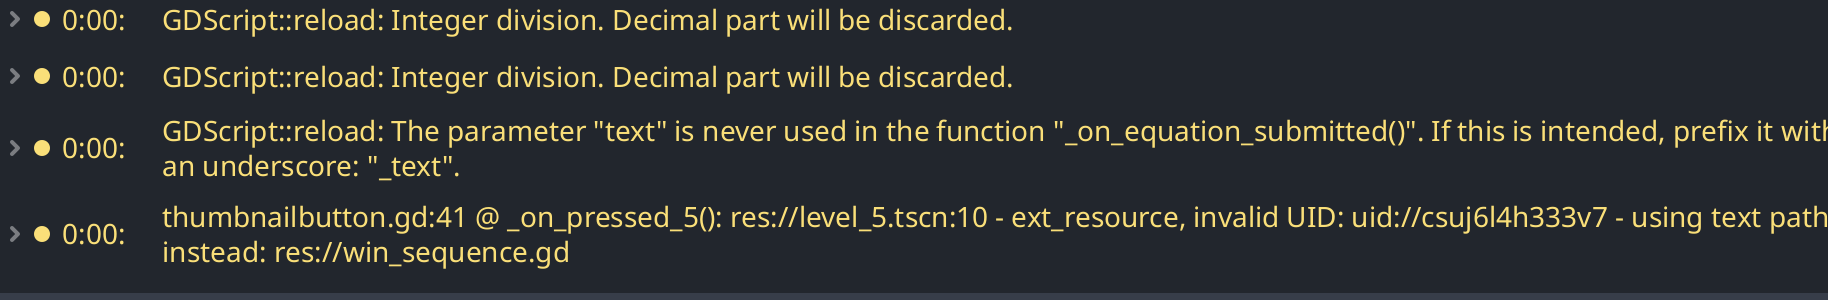 0:00: GDScript::reload: Integer division. Decimal part will be discarded.
0:00: GDScript::reload: Integer division. Decimal part will be discarded.
0:00: GDScript::reload: The parameter "text" is never used in the function "_on_equation_submitted()". If this is intended, prefix it with
an underscore: "_text".
0:00: thumbnailbutton.gd:41 @ _on_pressed_5(): res://level_5.tscn:10 - ext_resource, invalid UID: uid://csuj6l4h333v7 - using text path
instead: res://win_sequence.gd